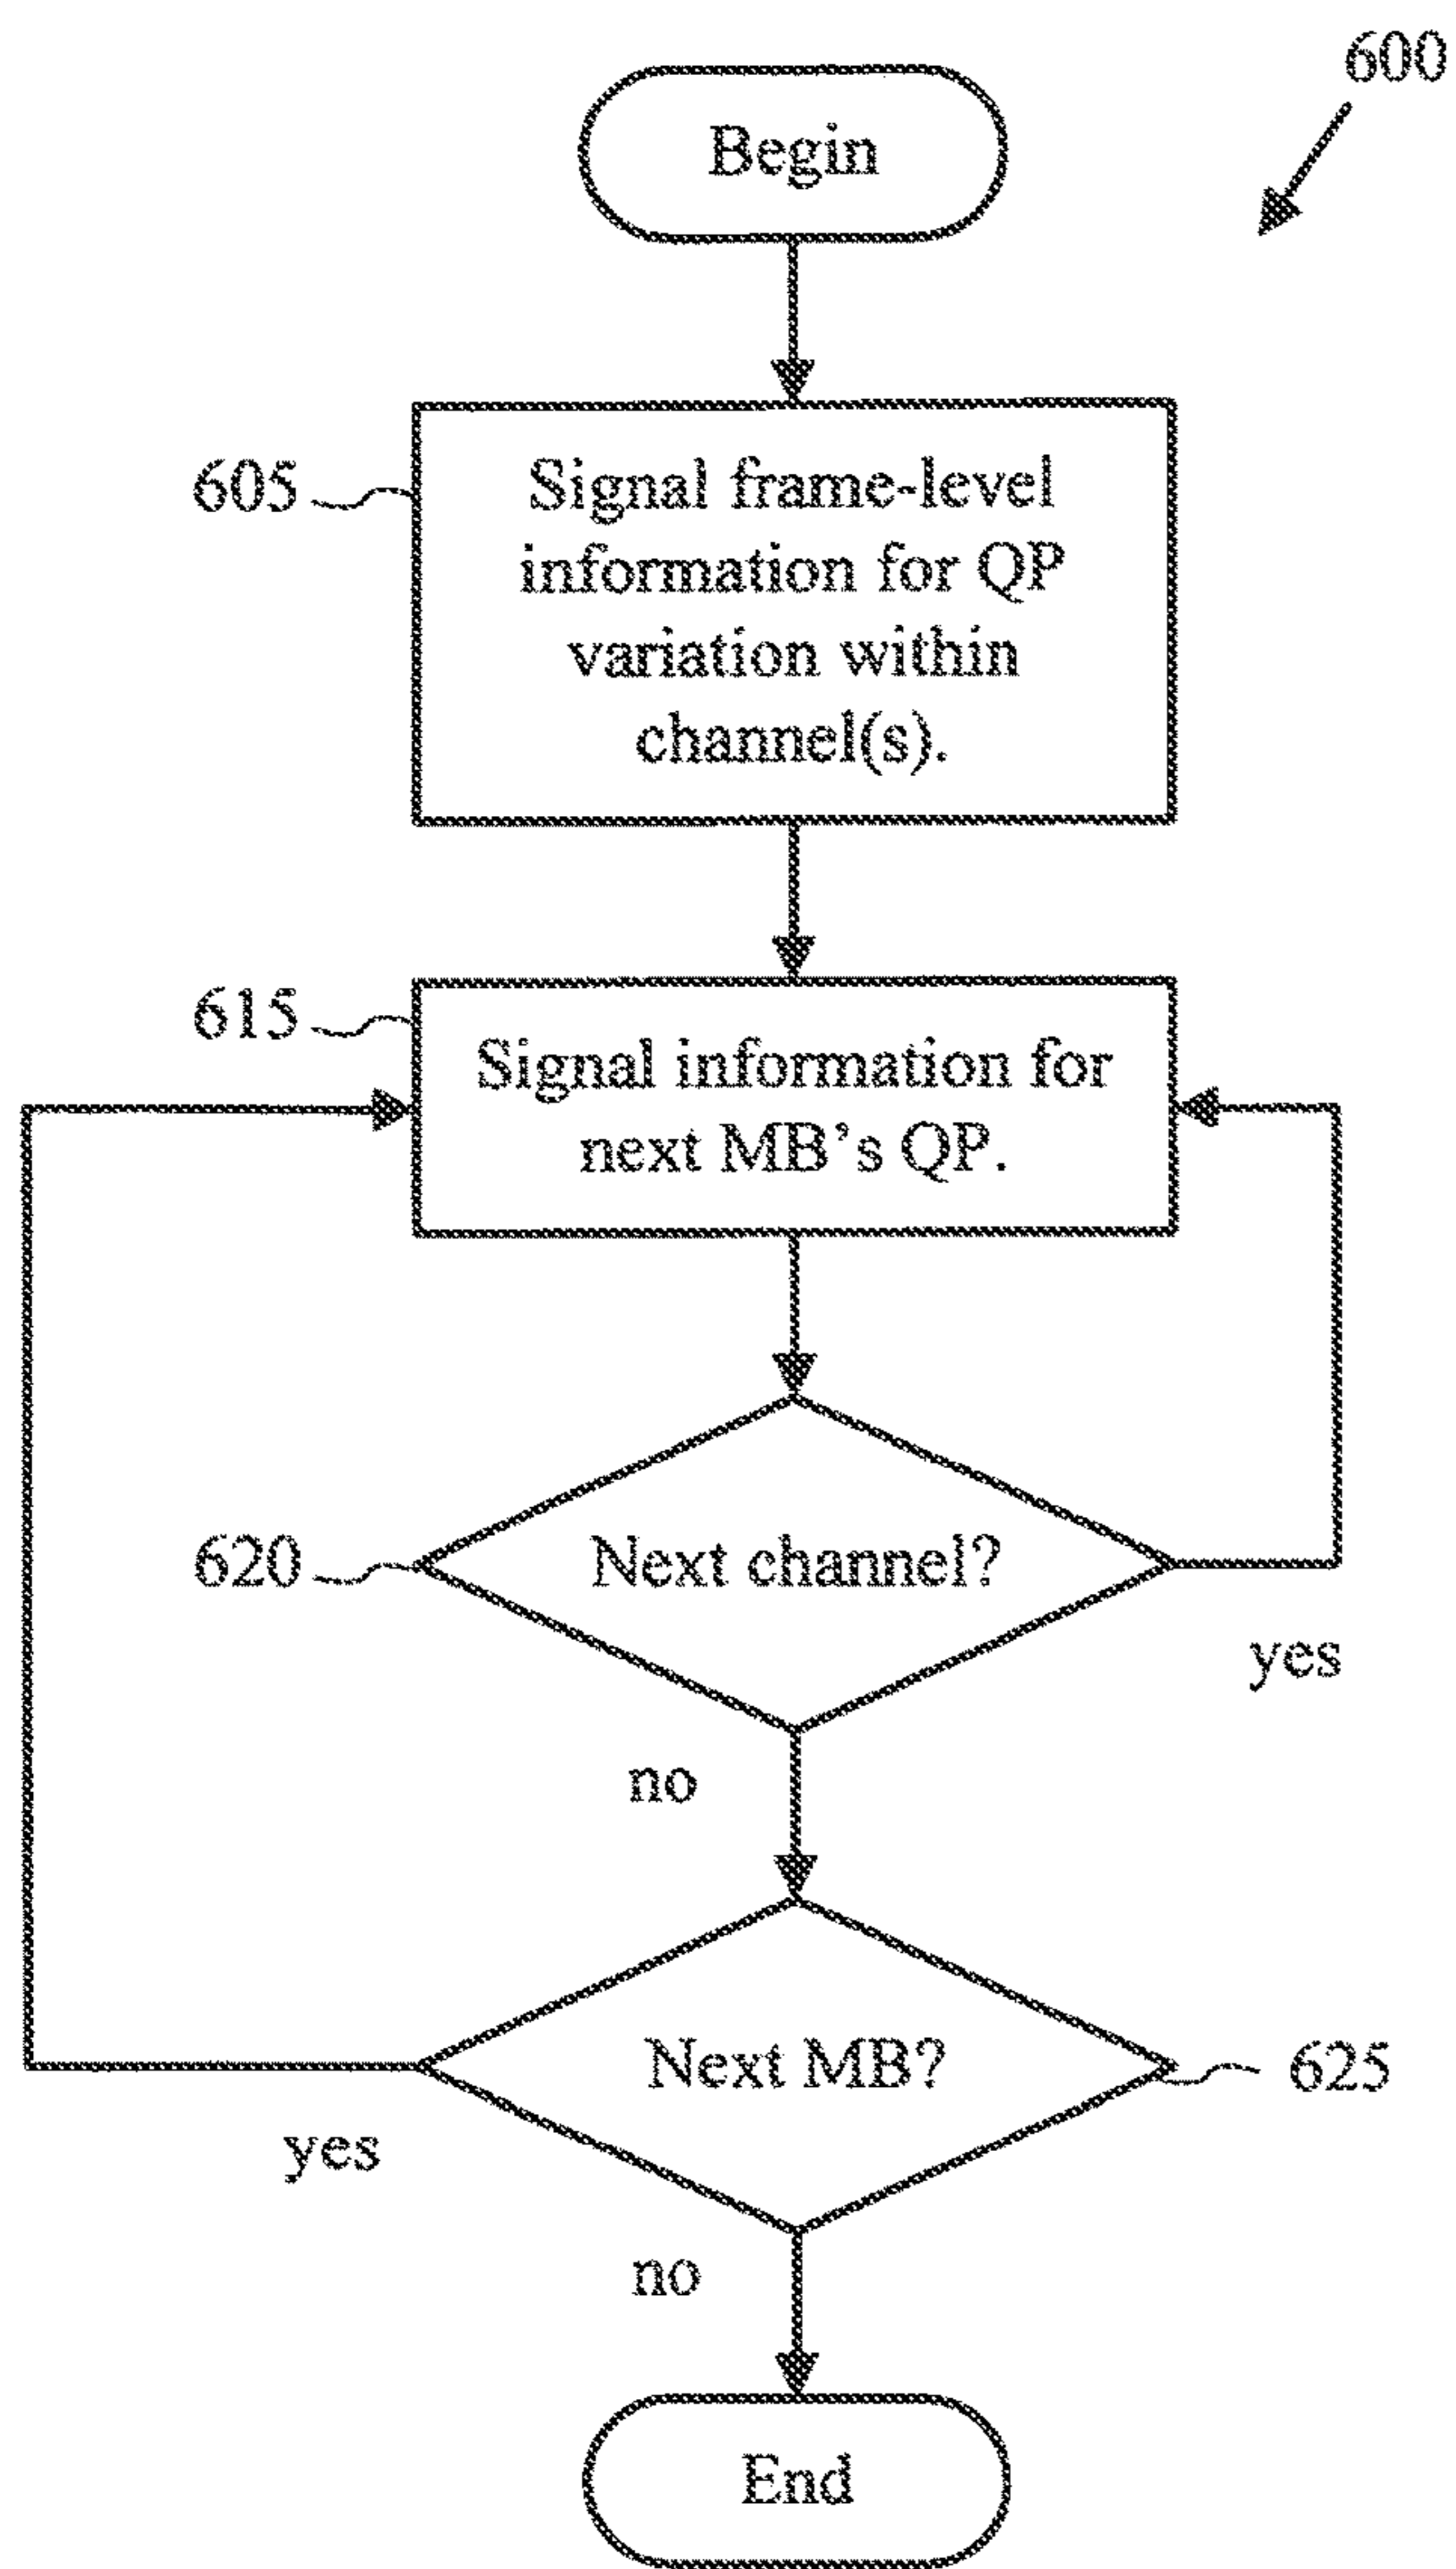 600
Begin
605
Signal frame-level
information for QP
variation within
channel(s).
615
Signal information for
next MB's QP.
620
Next channel?
yes
no
Next MB?
625
yes
no
End